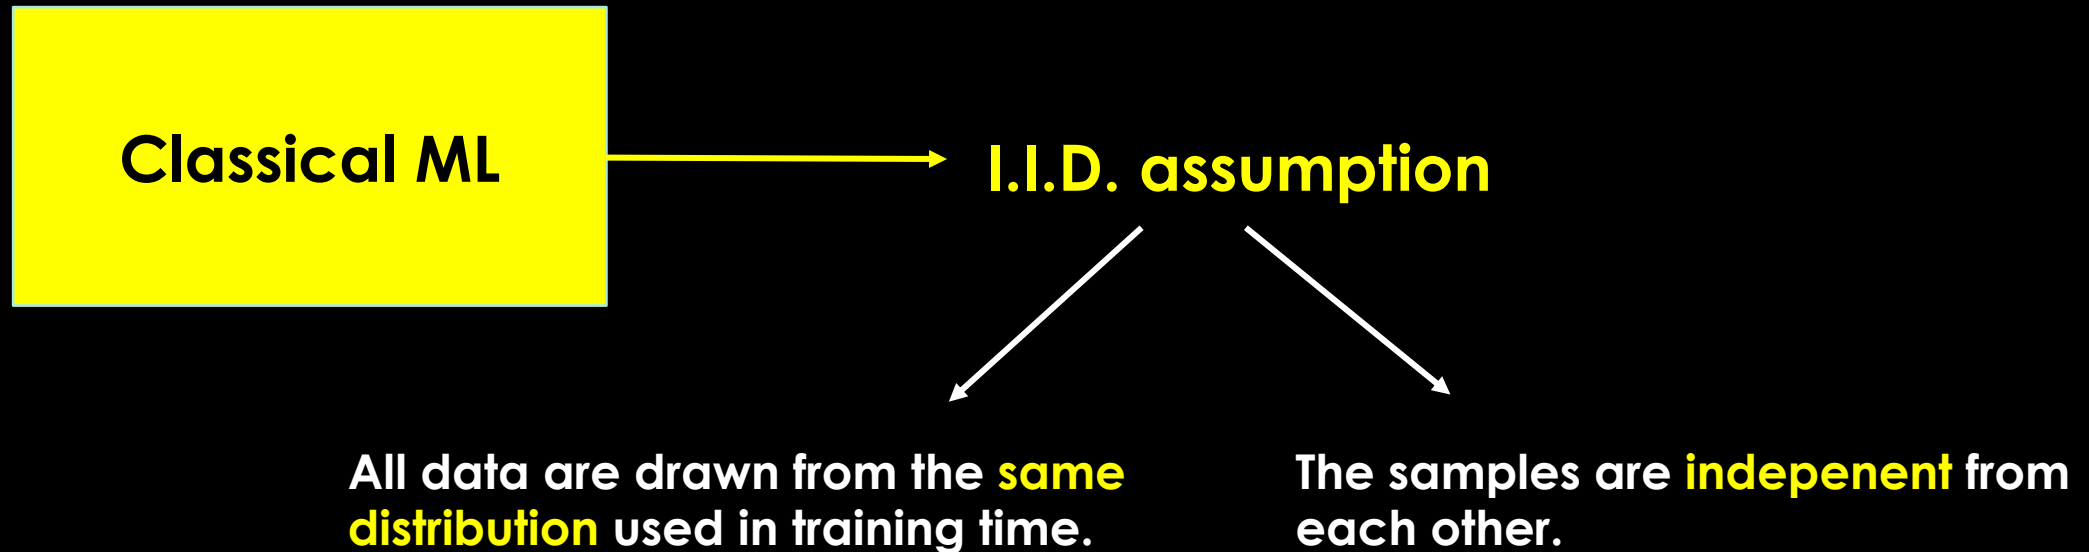 Classical ML
I.I.D. assumption
All data are drawn from the same
distribution used in training time.
The samples are indepenent from
each other.